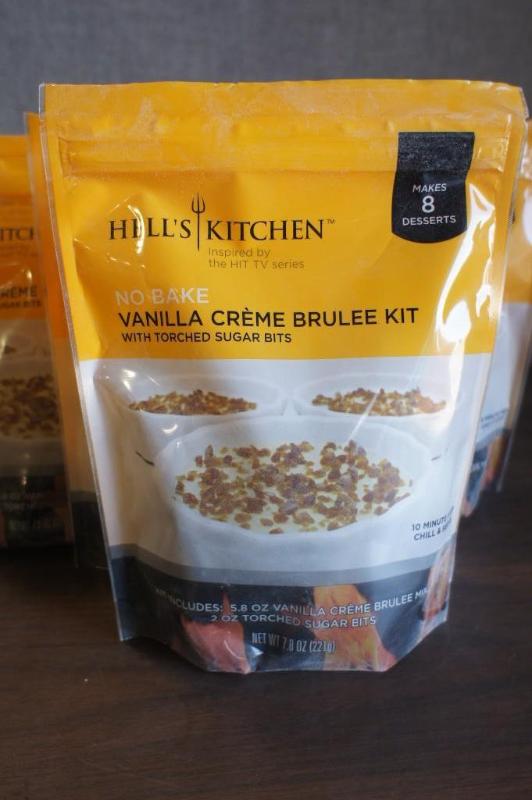 MAKES
8
DESSERTS
HELL'S KITCHEN™
Inspired by
the HIT TV series
NO BAKE
VANILLA CRÈME BRULEE KIT
WITH TORCHED SUGAR BITS
10 MINUTE
CHILL &
INCLUDES: 5.8 OZ VANILLA CRÈME BRULEE MIX
2 OZ TORCHED SUGAR BITS
NET WT 7.8 OZ (221g)